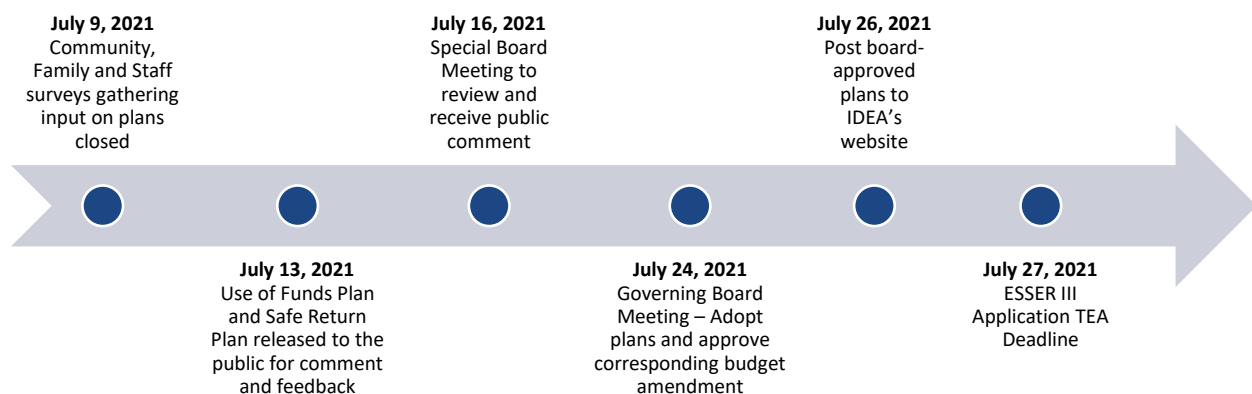 July 9, 2021
Community,
Family and Staff
surveys gathering
input on plans
closed
July 13, 2021
Use of Funds Plan
and Safe Return
Plan released to the
public for comment
and feedback
July 16, 2021
Special Board
Meeting to
review and
receive public
comment
July 24, 2021
Governing Board
Meeting – Adopt
plans and approve
corresponding budget
amendment
July 26, 2021
Post board-
approved
plans to
IDEA’s
website
July 27, 2021
ESSER III
Application TEA
Deadline